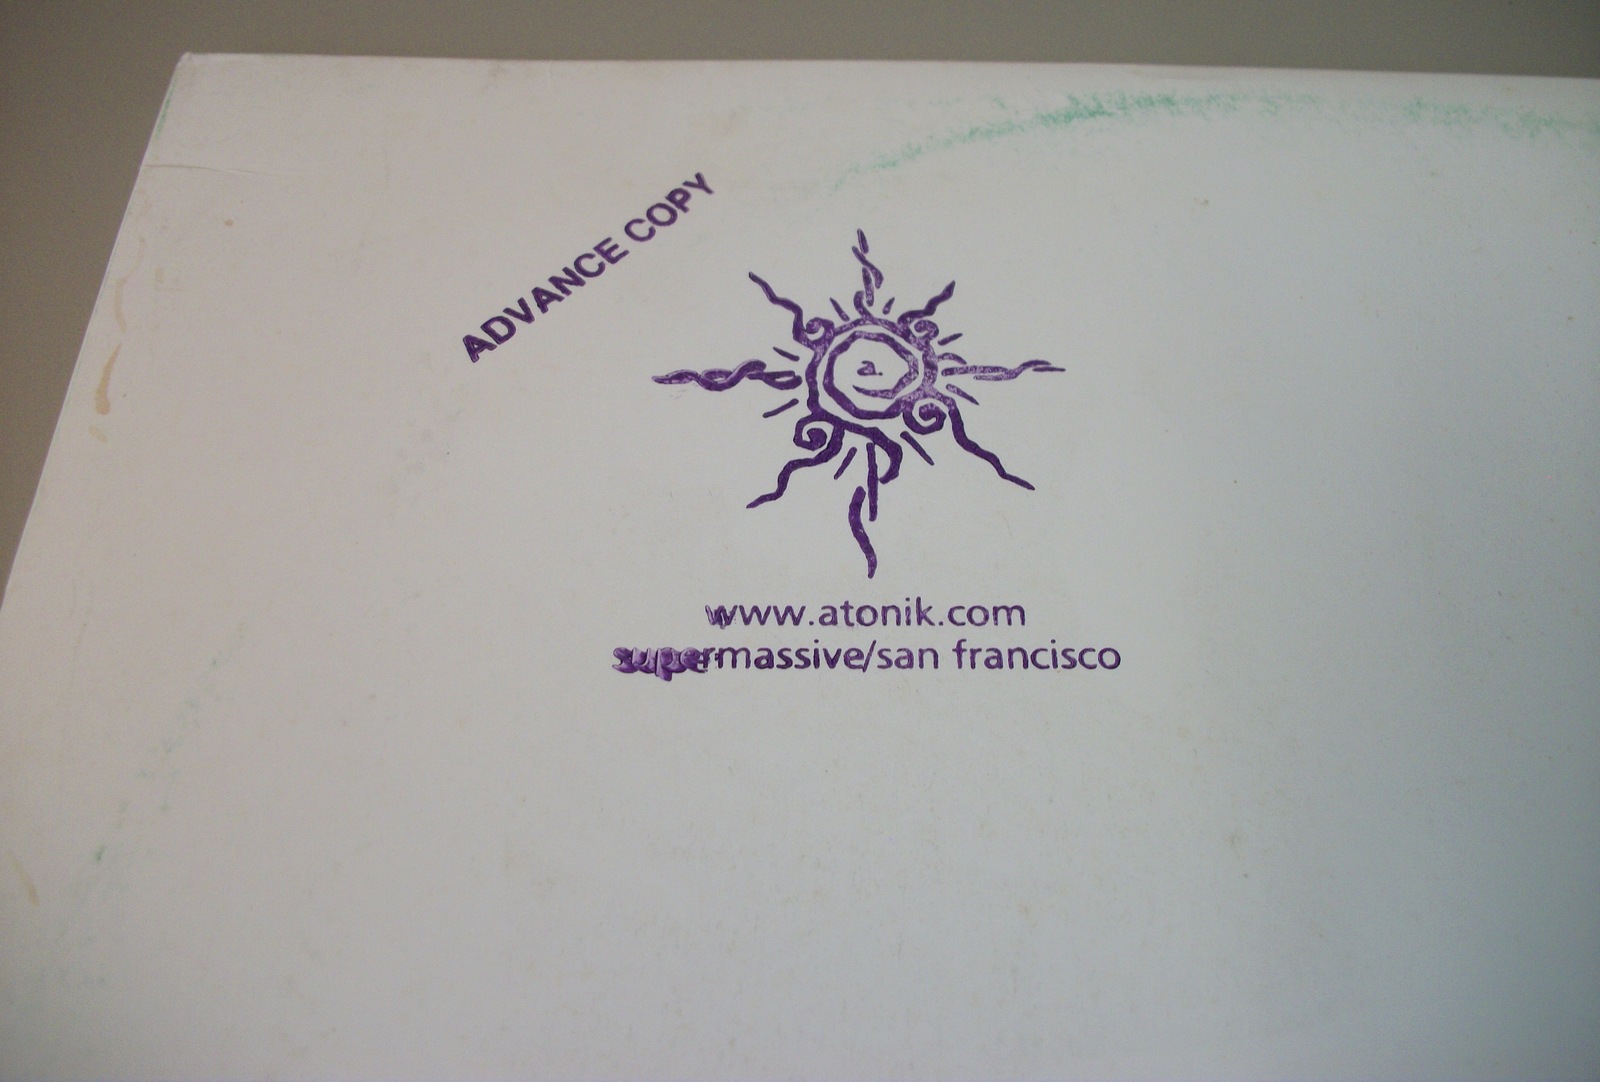 ADVANCE COPY
a.
www.atonik.com
supermassive/san francisco